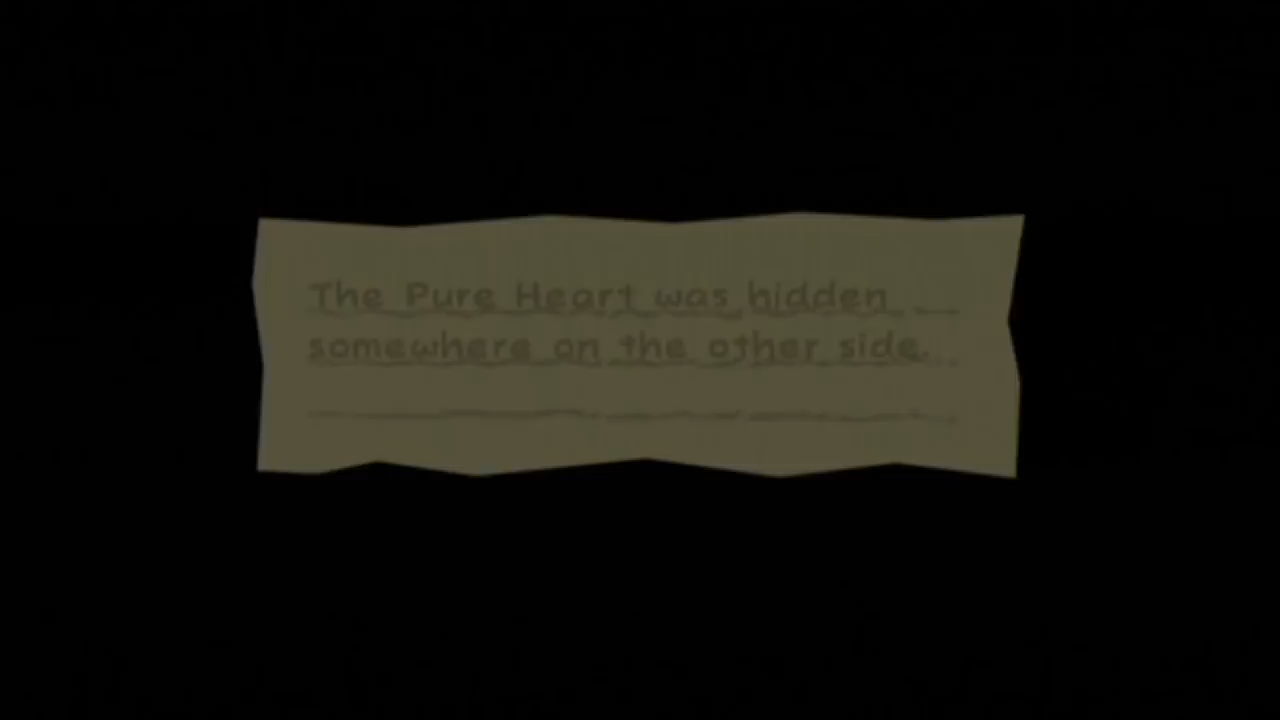 The Pure Heart was hidden
somewhere on the other side.